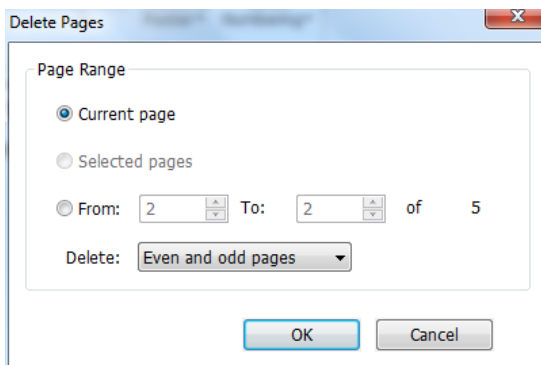 Delete Pages
Page Range
Current page
Selected pages
From: 2 To: 2 of 5
Delete: Even and odd pages
OK Cancel